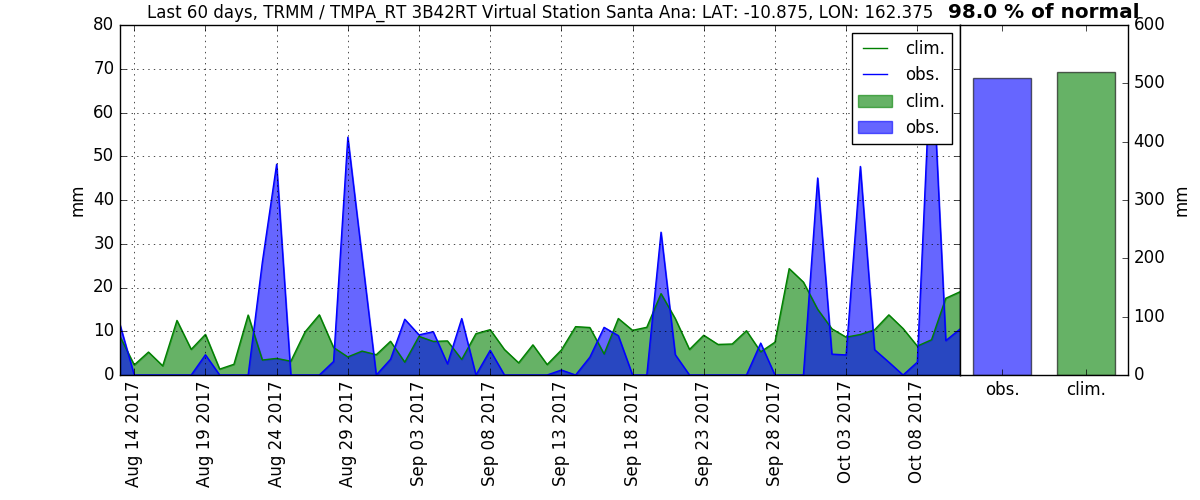 Last 60 days, TRMM / TMPA_RT 3B42RT Virtual Station Santa Ana: LAT: -10.875, LON: 162.375 98.0 % of normal
80
70
60
50
40
30
20
10
0
mm
clim.
obs.
clim.
obs.
600
500
400
300
200
100
0
mm
Aug 14 2017
Aug 19 2017
Aug 24 2017
Aug 29 2017
Sep 03 2017
Sep 08 2017
Sep 13 2017
Sep 18 2017
Sep 23 2017
Sep 28 2017
Oct 03 2017
Oct 08 2017
obs.
clim.